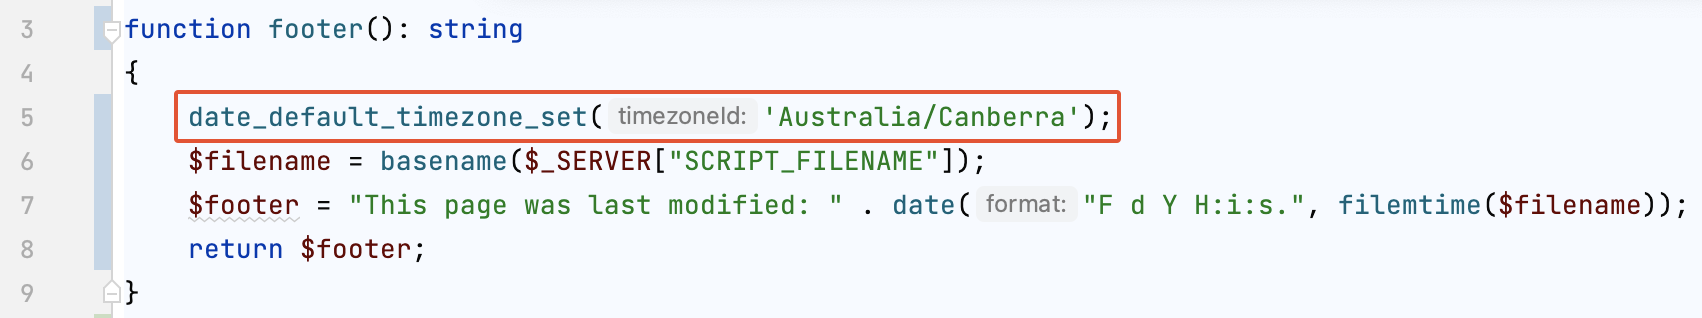 3 function footer(): string
4 {
5 date_default_timezone_set( timezoneId: 'Australia/Canberra');
6 $filename = basename($_SERVER["SCRIPT_FILENAME"]);
7 $footer = "This page was last modified: " . date( format: "F d Y H:i:s.", filemtime($filename));
8 return $footer;
9 }